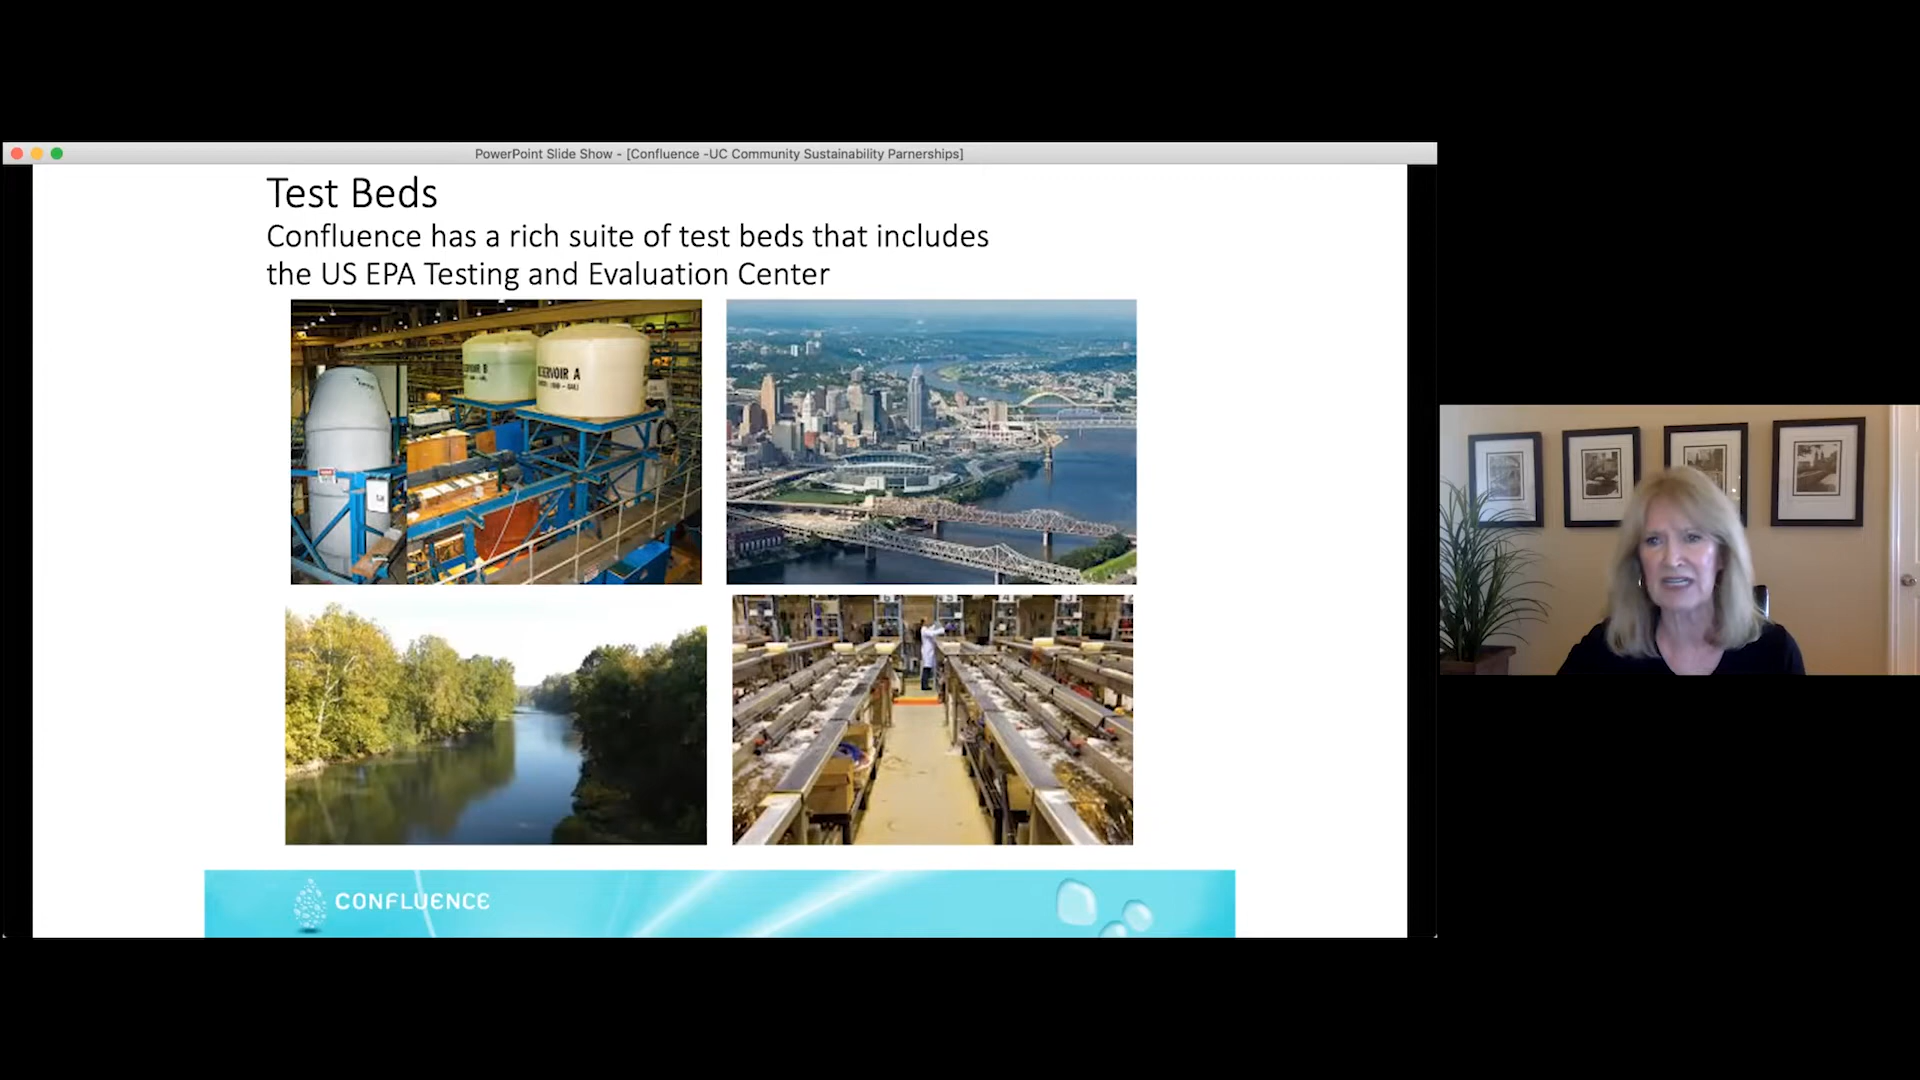 PowerPoint Slide Show - [Confluence -UC Community Sustainability Parnerships]
Test Beds
Confluence has a rich suite of test beds that includes
the US EPA Testing and Evaluation Center
RESERVOIR A
CONFLUENCE